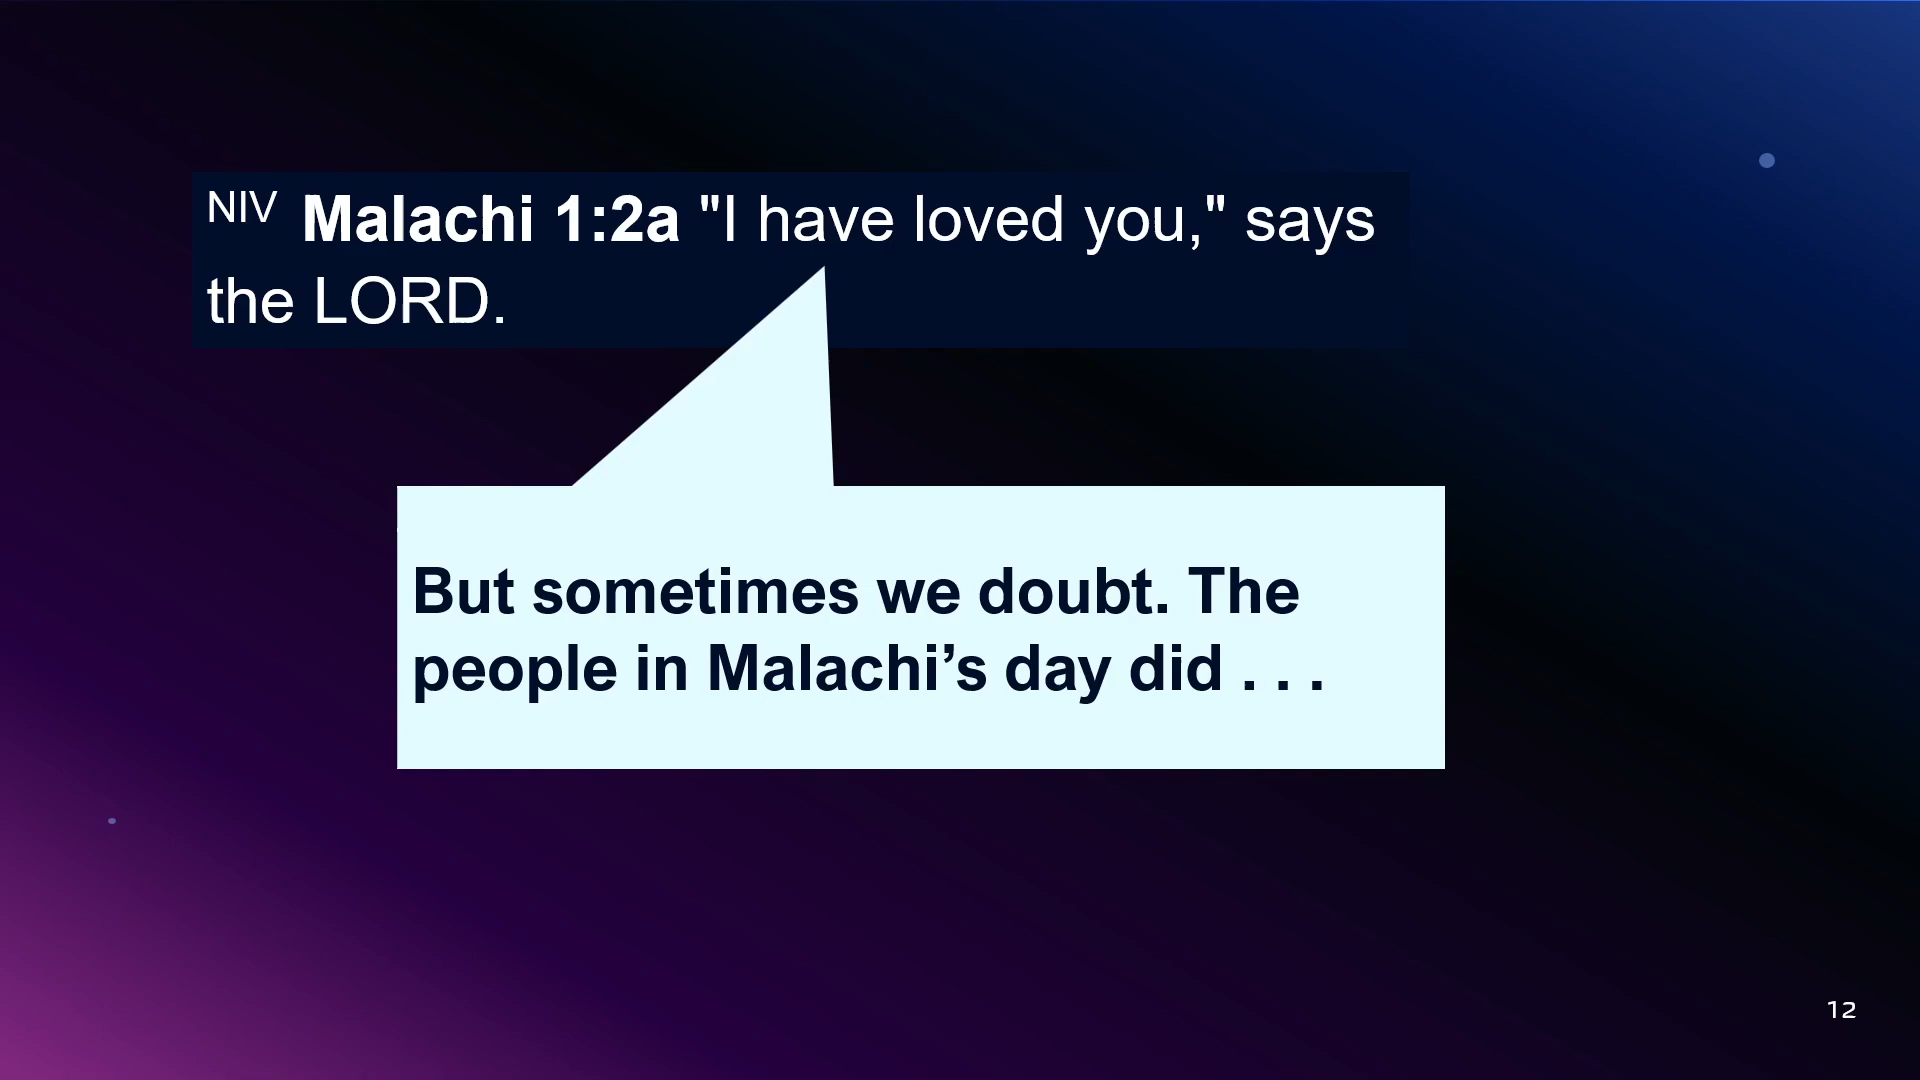 NIV Malachi 1:2a "I have loved you," says
the LORD.
But sometimes we doubt. The
people in Malachi’s day did . . .
12